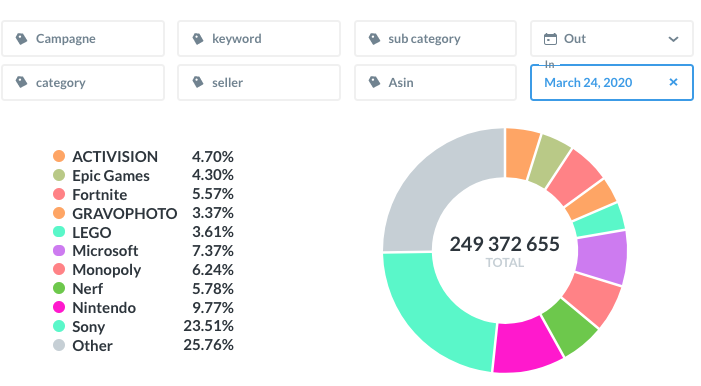 Campagne
keyword
sub category
Out
category
seller
Asin
In
March 24, 2020
ACTIVISION 4.70%
Epic Games 4.30%
Fortnite 5.57%
GRAVOPHOTO 3.37%
LEGO 3.61%
Microsoft 7.37%
Monopoly 6.24%
Nerf 5.78%
Nintendo 9.77%
Sony 23.51%
Other 25.76%
249 372 655
TOTAL